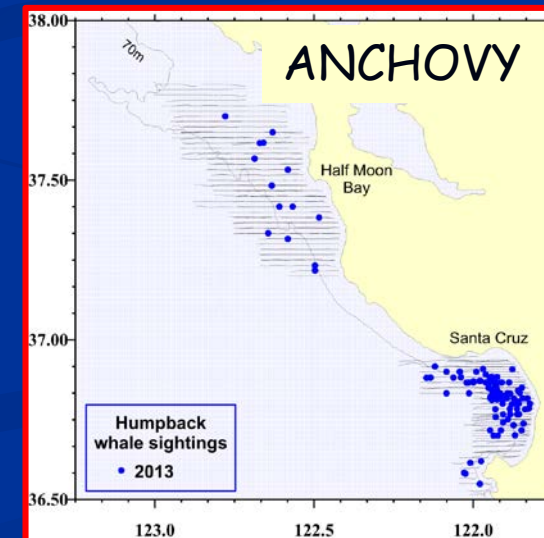 38.00
70m
ANCHOVY
37.50
Half Moon
Bay
37.00
Santa Cruz
Humpback
whale sightings
2013
36.50
123.0 122.5 122.0